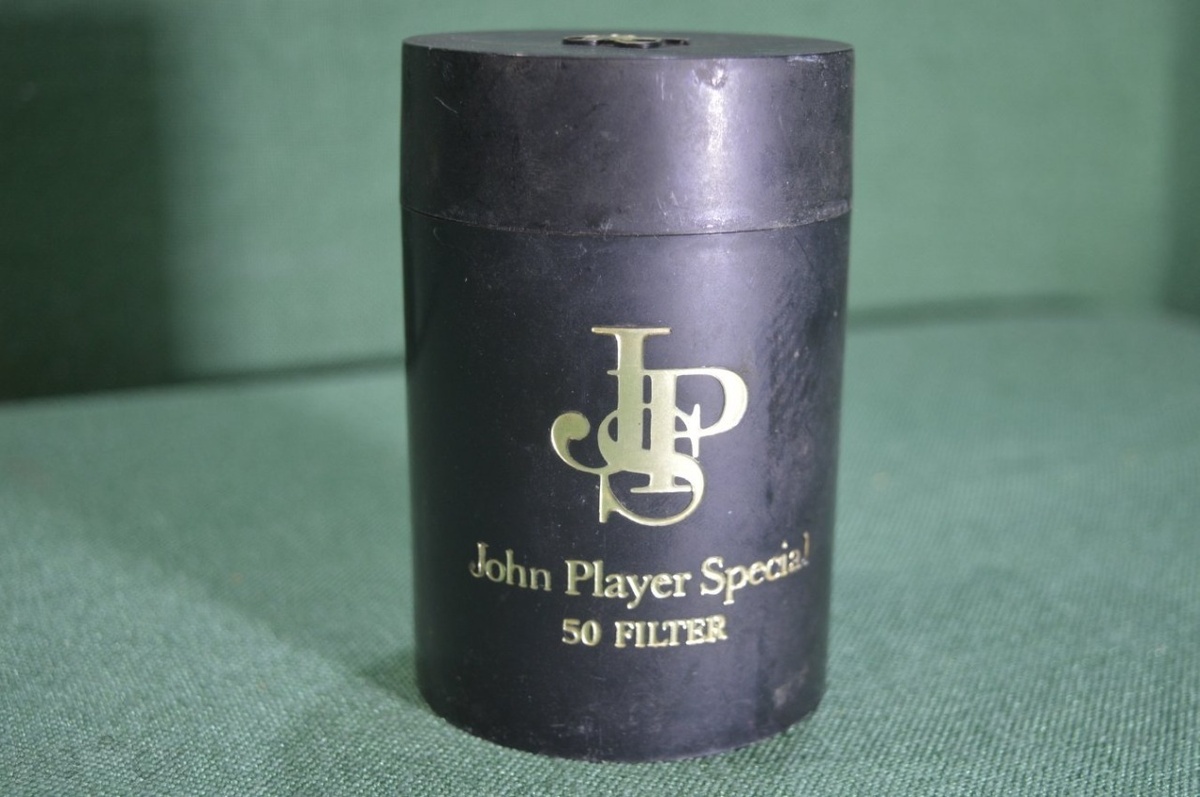 JPS
John Player Special
50 FILTER